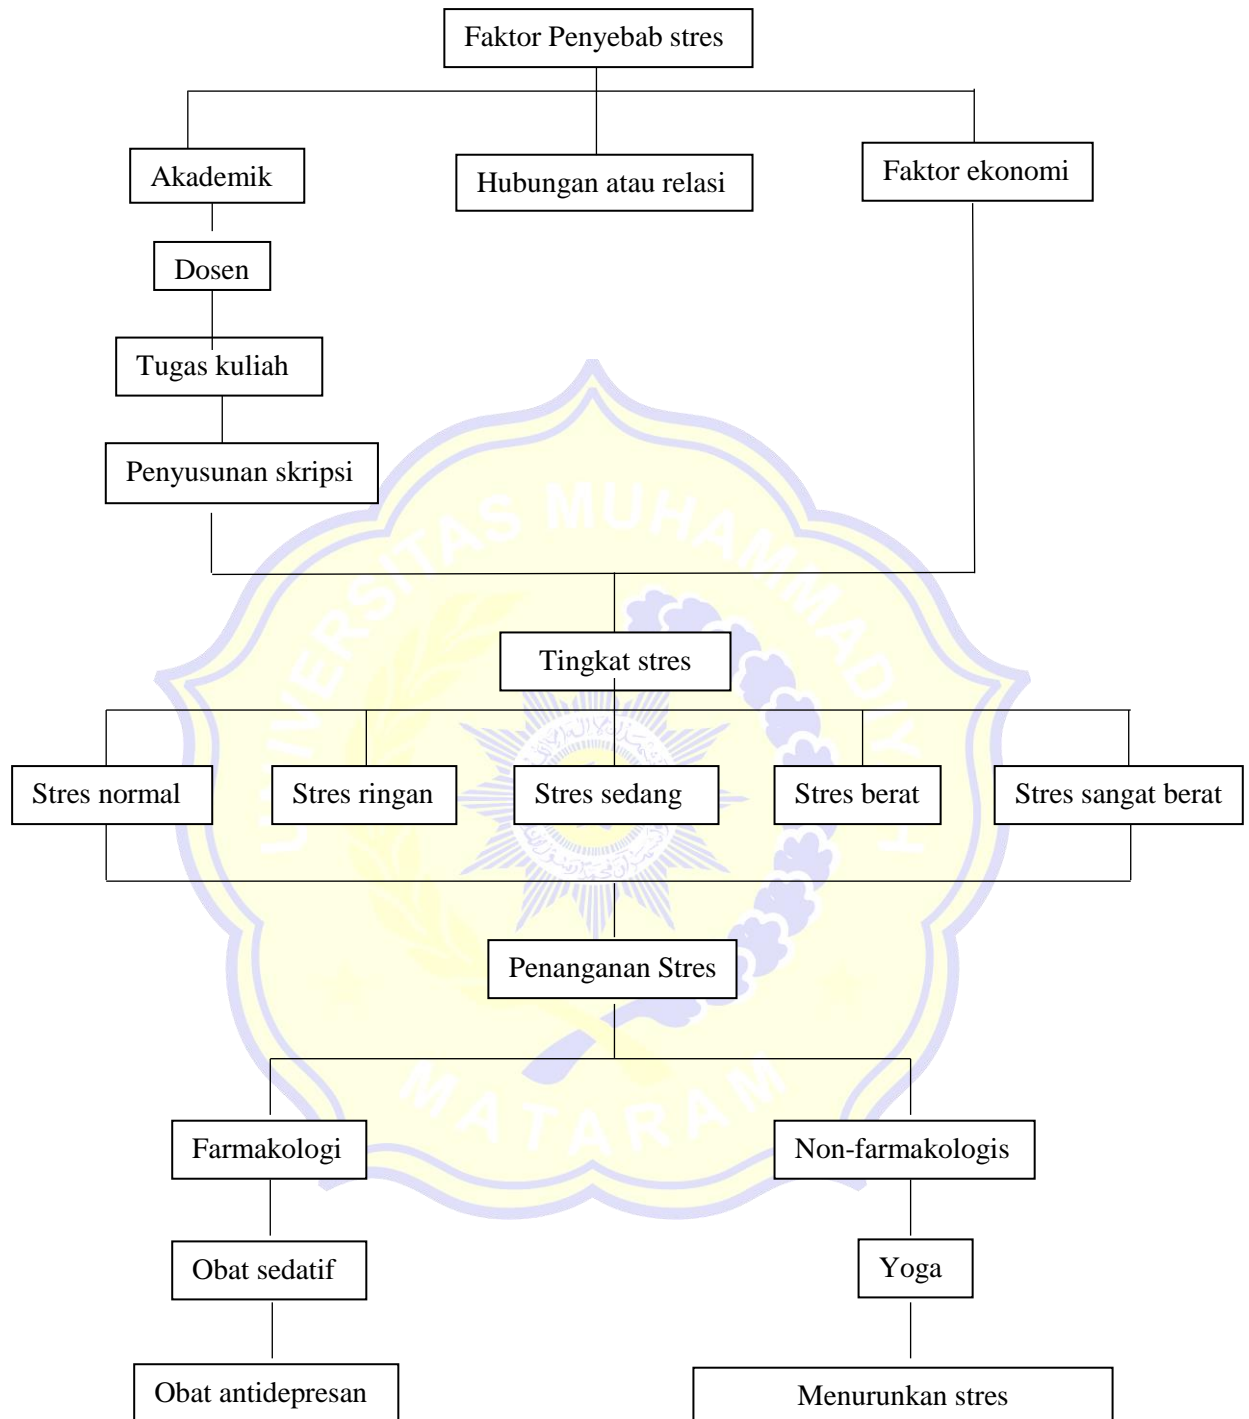 Faktor Penyebab stres
Akademik
Hubungan atau relasi
Faktor ekonomi
Dosen
Tugas kuliah
Penyusunan skripsi
UNIVERSITAS MUHAMMADIYAH
Tingkat stres
Stres normal
Stres ringan
Stres sedang
Stres berat
Stres sangat berat
Penanganan Stres
MATARAM
Farmakologi
Non-farmakologis
Obat sedatif
Yoga
Obat antidepresan
Menurunkan stres